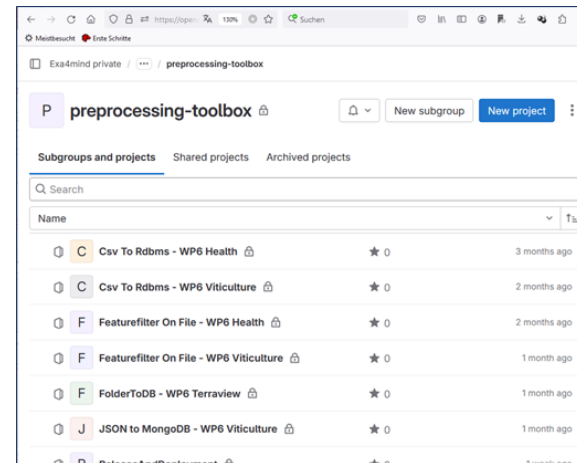 https://open
130%
Suchen
Meistbesucht Erste Schritte
Exa4mind private / ... / preprocessing-toolbox
P preprocessing-toolbox
New subgroup New project
Subgroups and projects Shared projects Archived projects
Search
Name
C Csv To Rdbms - WP6 Health 0 3 months ago
C Csv To Rdbms - WP6 Viticulture 0 2 months ago
F Featurefilter On File - WP6 Health 0 2 months ago
F Featurefilter On File - WP6 Viticulture 0 1 month ago
F FolderToDB - WP6 Terraview 0 1 month ago
J JSON to MongoDB - WP6 Viticulture 0 1 month ago